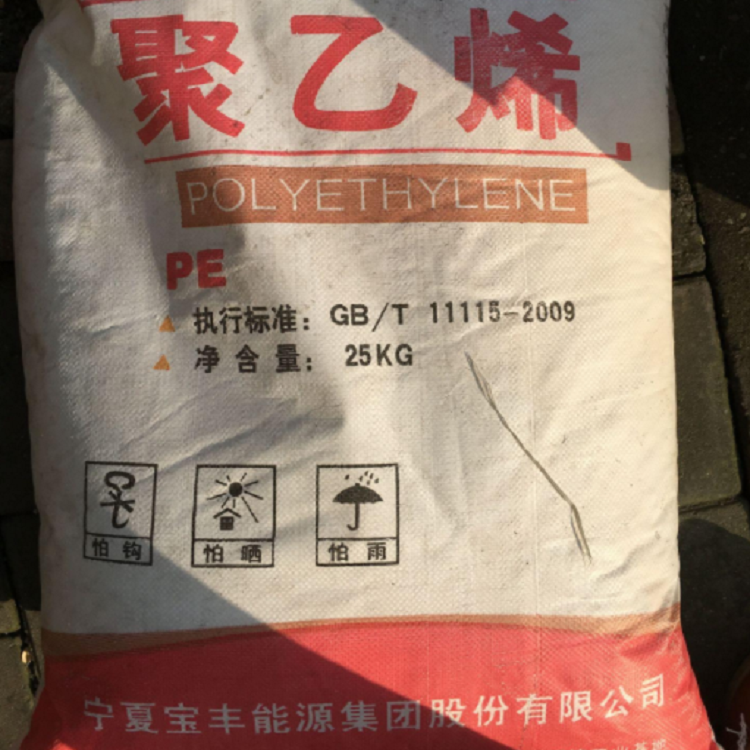 聚乙烯
POLYETHYLENE
PE
执行标准：GB/T 11115-2009
净含量：25KG
怕钩 怕晒 怕雨
宁夏宝丰能源集团股份有限公司